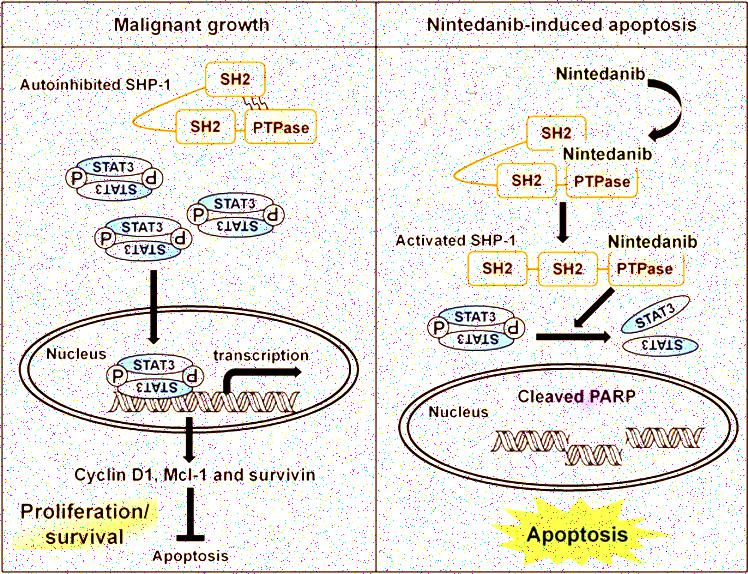 Malignant growth
Autoinhibited SHP-1
SH2
SH2
PTPase
STAT3
STAT3
P
P
STAT3
STAT3
P
P
STAT3
STAT3
P
P
Nucleus
STAT3
STAT3
P
P
transcription
Cyclin D1, Mcl-1 and survivin
Proliferation/
survival
Apoptosis
Nintedanib-induced apoptosis
Nintedanib
SH2
Nintedanib
SH2
PTPase
Activated SHP-1
Nintedanib
SH2
SH2
PTPase
STAT3
STAT3
P
P
STAT3
STAT3
Cleaved PARP
Nucleus
Apoptosis